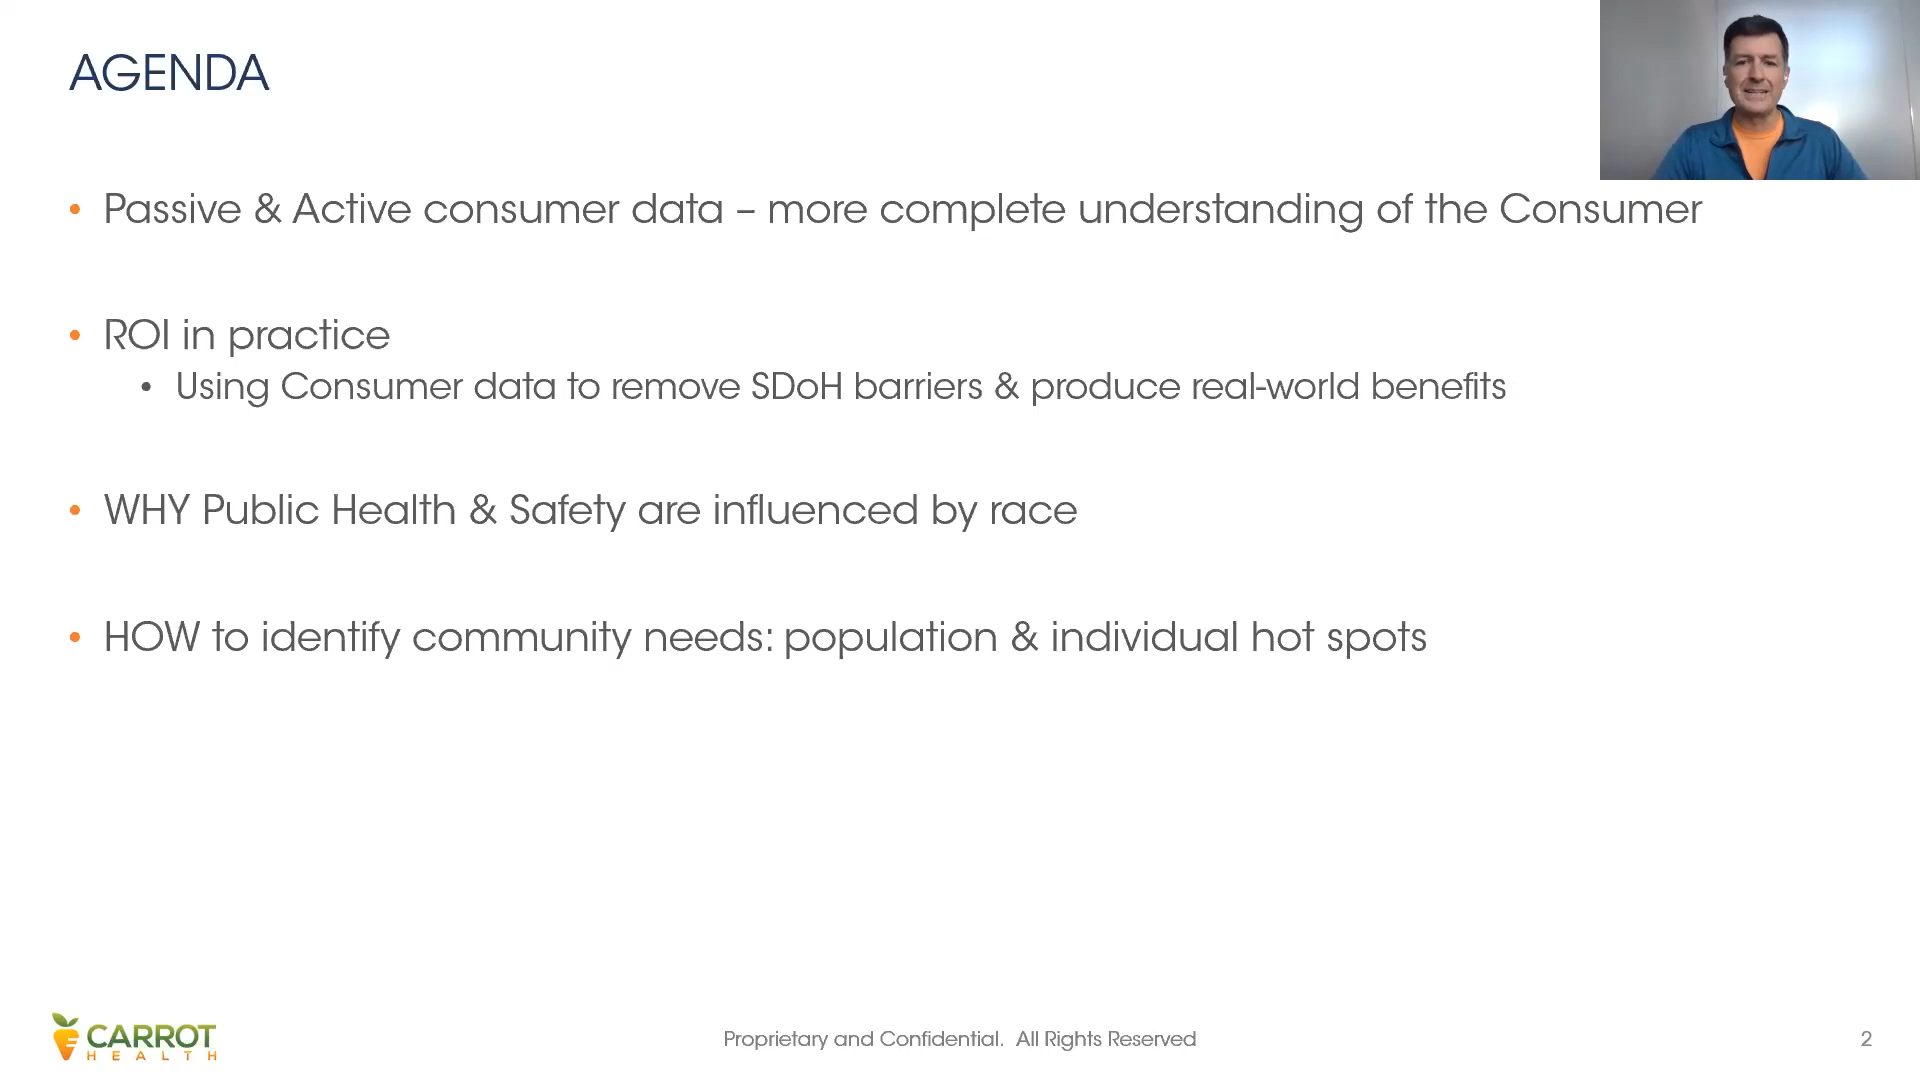 AGENDA
• Passive & Active consumer data – more complete understanding of the Consumer
• ROI in practice
• Using Consumer data to remove SDoH barriers & produce real-world benefits
• WHY Public Health & Safety are influenced by race
• HOW to identify community needs: population & individual hot spots
CARROT
HEALTH
Proprietary and Confidential. All Rights Reserved
2